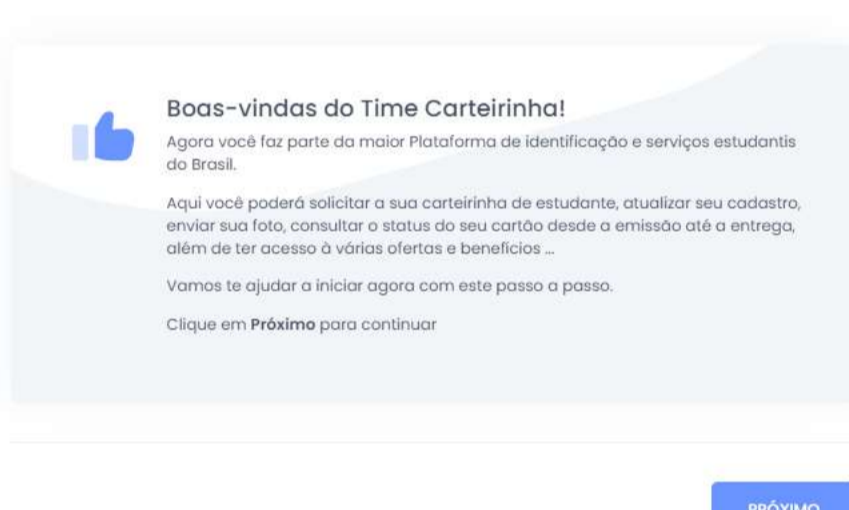 Boas-vindas do Time Carteirinha!
Agora você faz parte da maior Plataforma de identificação e serviços estudantis
do Brasil.
Aqui você poderá solicitar a sua carteirinha de estudante, atualizar seu cadastro,
enviar sua foto, consultar o status do seu cartão desde a emissão até a entrega,
além de ter acesso à várias ofertas e benefícios ...
Vamos te ajudar a iniciar agora com este passo a passo.
Clique em Próximo para continuar
PRÓXIMO